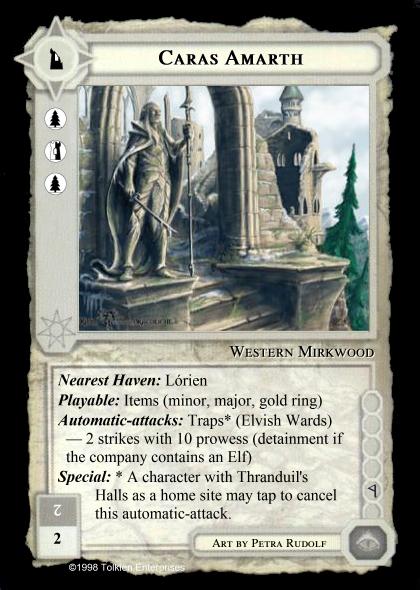 Caras Amarth
Western Mirkwood
Nearest Haven: Lórien
Playable: Items (minor, major, gold ring)
Automatic-attacks: Traps* (Elvish Wards)
— 2 strikes with 10 prowess (detainment if
the company contains an Elf)
Special: * A character with Thranduil's
Halls as a home site may tap to cancel
this automatic-attack.
2
2
Art by Petra Rudolf
©1998 Tolkien Enterprises